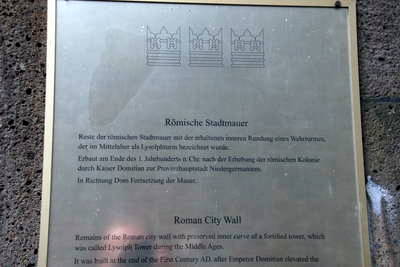 Römische Stadtmauer
Reste der römischen Stadtmauer mit der erhaltenen inneren Rundung eines Wehrturmes,
der im Mittelalter als Lysolphturm bezeichnet wurde.
Erbaut am Ende des 1. Jahrhunderts n. Chr. nach der Erhebung der römischen Kolonie
durch Kaiser Domitian zur Provinzhauptstadt Niedergermaniens.
In Richtung Dom Fortsetzung der Mauer.
Roman City Wall
Remains of the Roman city wall with preserved inner curve of a fortified tower, which
was called Lysolph Tower during the Middle Ages.
It was built at the end of the First Century AD. after Emperor Domitian elevated the